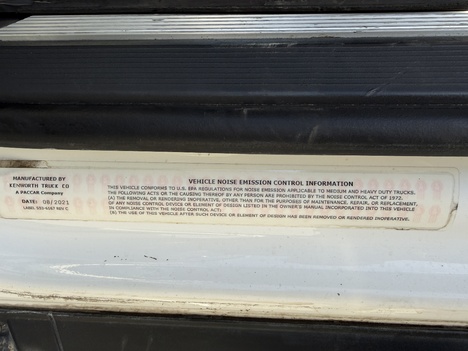 MANUFACTURED BY
KENWORTH TRUCK CO
A PACCAR Company
DATE: 08/2021
VEHICLE NOISE EMISSION CONTROL INFORMATION
THIS VEHICLE CONFORMS TO U.S. EPA REGULATIONS FOR NOISE EMISSION APPLICABLE TO MEDIUM AND HEAVY DUTY TRUCKS.
THE FOLLOWING ACTS OR THE CAUSING THEREOF BY ANY PERSON ARE PROHIBITED BY THE NOISE CONTROL ACT OF 1972.
(A) THE REMOVAL OR RENDERING INOPERATIVE, OTHER THAN FOR THE PURPOSES OF MAINTENANCE, REPAIR, OR REPLACEMENT,
OF ANY NOISE CONTROL DEVICE OR ELEMENT OF DESIGN LISTED IN THE OWNER'S MANUAL INCORPORATED INTO THIS VEHICLE
IN COMPLIANCE WITH THE NOISE CONTROL ACT;
(B) THE USE OF THIS VEHICLE AFTER SUCH DEVICE OR ELEMENT OF DESIGN HAS BEEN REMOVED OR RENDERED INOPERATIVE.